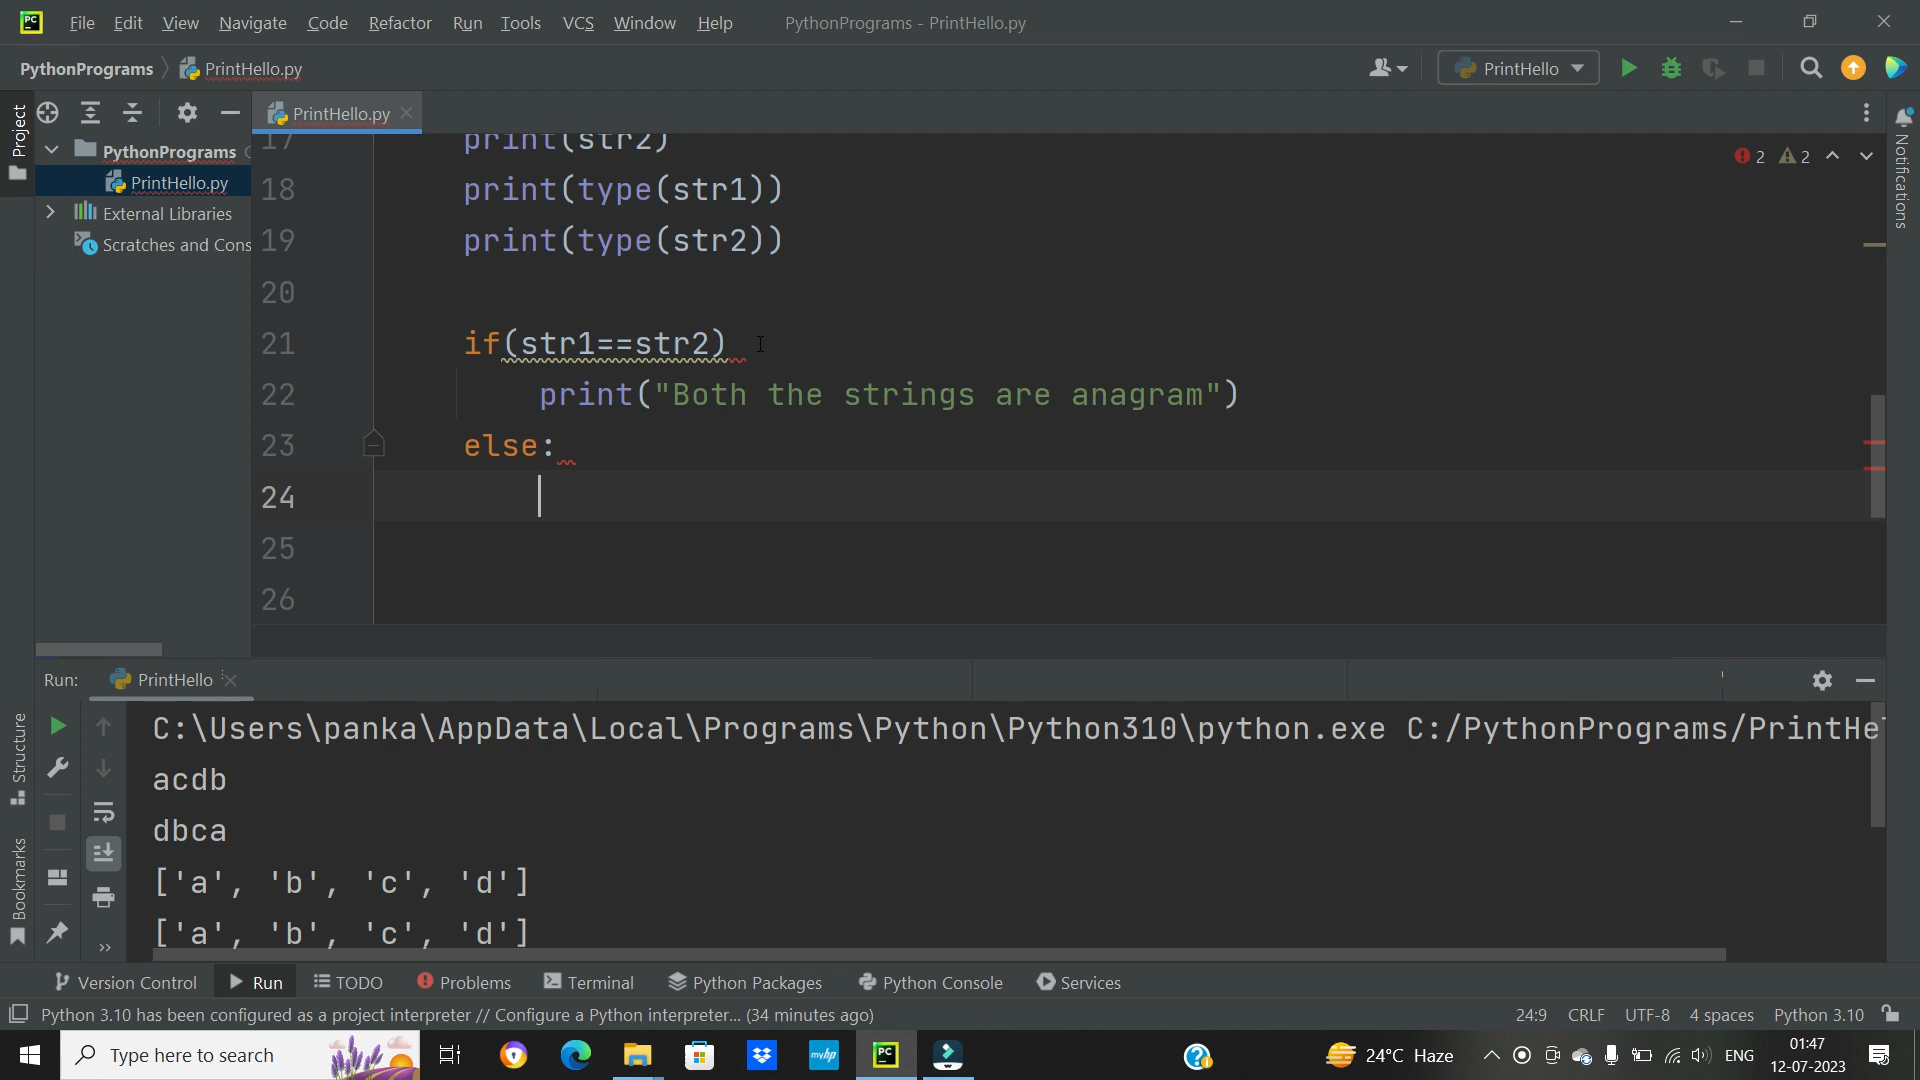 PC File Edit View Navigate Code Refactor Run Tools VCS Window Help PythonPrograms - PrintHello.py
PythonPrograms PrintHello.py PrintHello
Project
PrintHello.py
PythonPrograms
PrintHello.py
External Libraries
Scratches and Cons
2 2
Notifications
17 print(str2)
18 print(type(str1))
19 print(type(str2))
20
21 if(str1==str2)
22 print("Both the strings are anagram")
23 else:
24
25
26
Run: PrintHello
Structure
Bookmarks
C:\Users\panka\AppData\Local\Programs\Python\Python310\python.exe C:/PythonPrograms/PrintHe
acdb
dbca
['a', 'b', 'c', 'd']
['a', 'b', 'c', 'd']
Version Control Run TODO Problems Terminal Python Packages Python Console Services
Python 3.10 has been configured as a project interpreter // Configure a Python interpreter... (34 minutes ago) 24:9 CRLF UTF-8 4 spaces Python 3.10
Type here to search myhp PC 24°C Haze ENG 01:47
12-07-2023